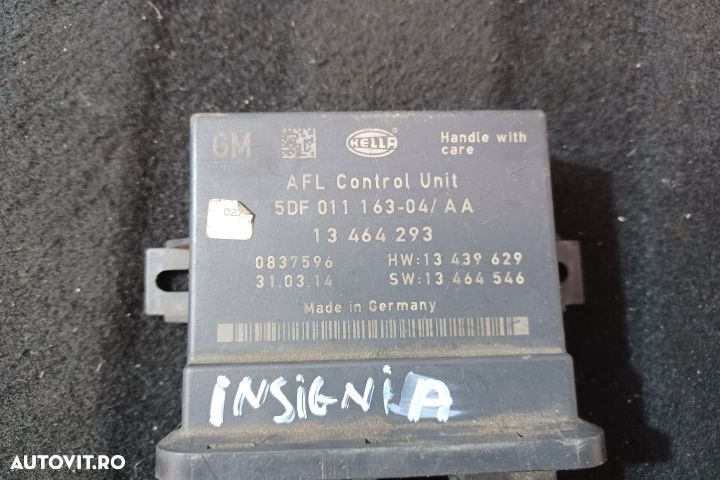 GM
HELLA
Handle with
care
AFL Control Unit
5DF 011 163-04/ AA
13 464 293
0837596 HW:13 439 629
31.03.14 SW:13 464 546
Made in Germany
INSIGNIA
AUTOVIT.RO